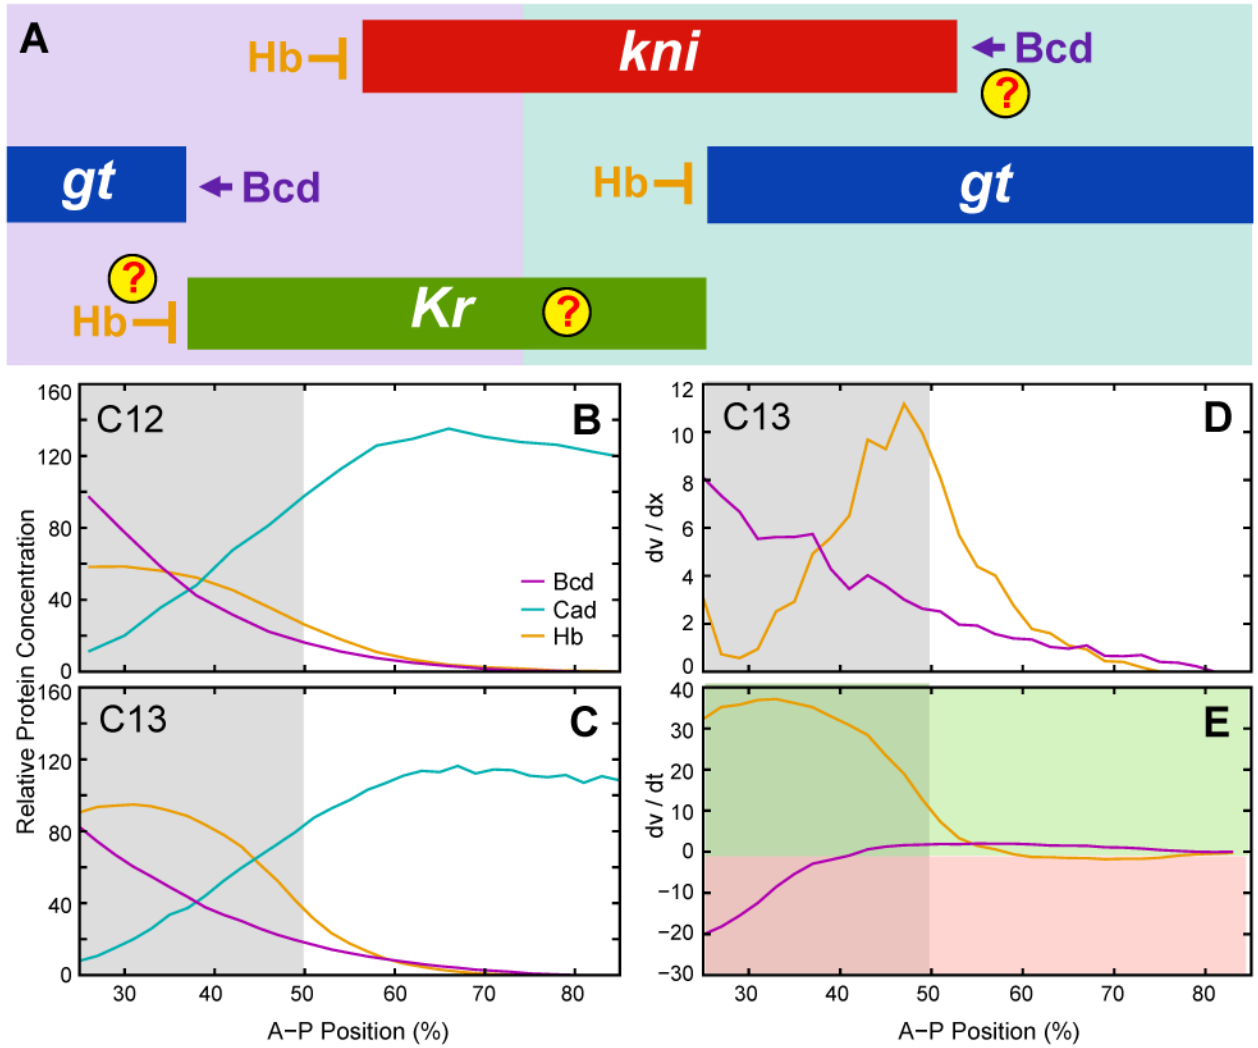 A
Hb
kni
Bcd
?
gt
Bcd
Hb
gt
?
Hb
Kr
?
160
120
80
40
0
C12
B
Bcd
Cad
Hb
12
10
8
6
4
2
0
C13
D
dv / dx
Relative Protein Concentration
160
120
80
40
0
C13
C
30
40
50
60
70
80
A−P Position (%)
40
30
20
10
0
−10
−20
−30
E
dv / dt
30
40
50
60
70
80
A−P Position (%)